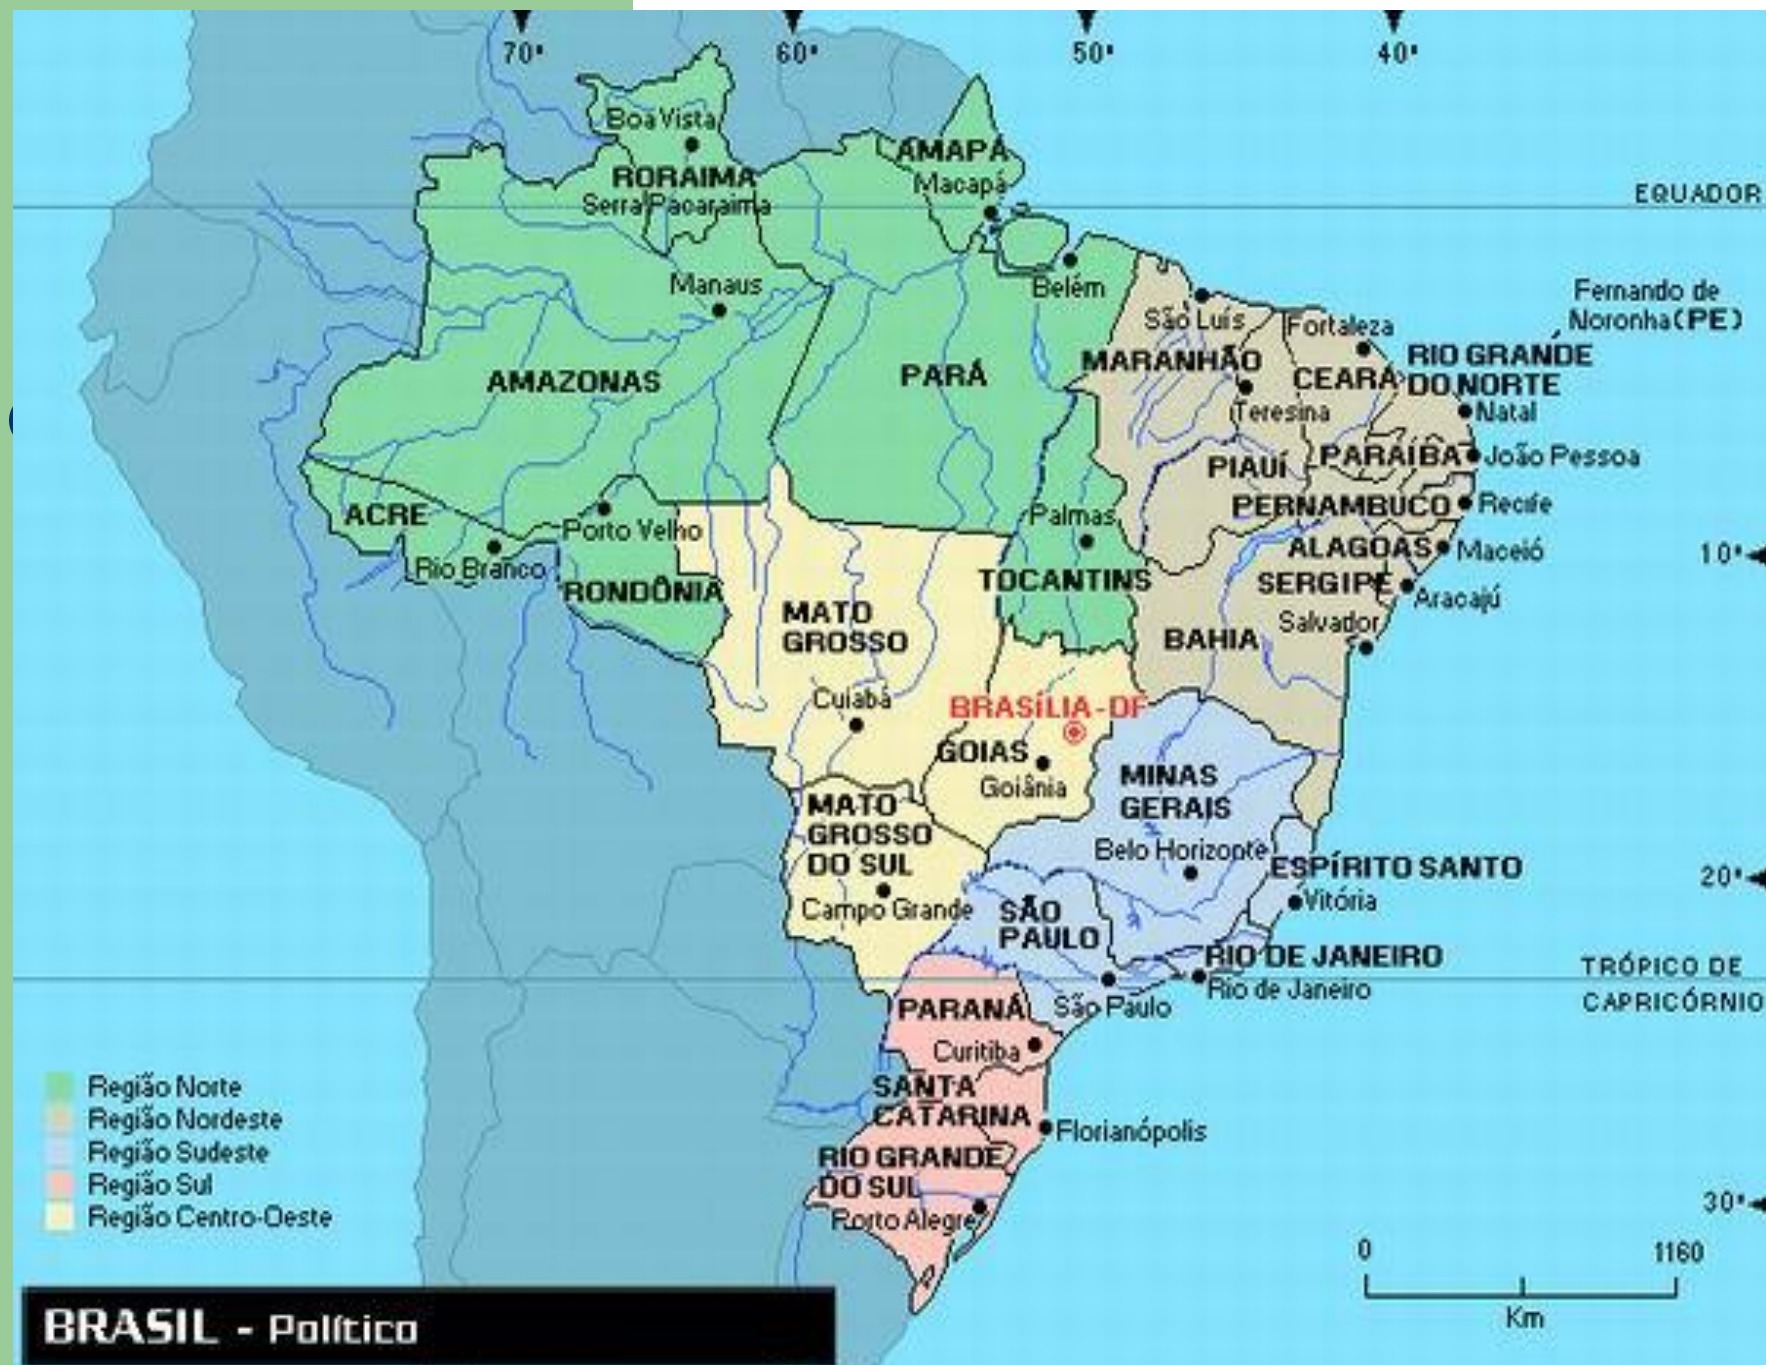 70°
60°
50°
40°
Boa Vista
RORAIMA
Serra Pacaraima
AMAPÁ
Macapá
EQUADOR
Manaus
Belém
São Luís
Fortaleza
Fernando de
Noronha(PE)
AMAZONAS
PARÁ
MARANHÃO
Teresina
CEARÁ
RIO GRANDE
DO NORTE
Natal
PIAUÍ
PARAÍBA
João Pessoa
ACRE
Rio Branco
Porto Velho
RONDÔNIA
Palmas
TOCANTINS
PERNAMBUCO
Recife
ALAGOAS
Maceió
10°
SERGIPE
Aracajú
Salvador
BAHIA
MATO
GROSSO
Cuiabá
BRASíLIA-DF
GOIAS
Goiânia
MINAS
GERAIS
Belo Horizonte
MATO
GROSSO
DO SUL
Campo Grande
ESPíRITO SANTO
Vitória
20°
SÃO
PAULO
São Paulo
RIO DE JANEIRO
Rio de Janeiro
TRÓPICO DE
CAPRICÓRNIO
PARANÁ
Curitiba
SANTA
CATARINA
Florianópolis
RIO GRANDE
DO SUL
Porto Alegre
30°
Região Norte
Região Nordeste
Região Sudeste
Região Sul
Região Centro-Oeste
0
1160
Km
BRASIL - Político